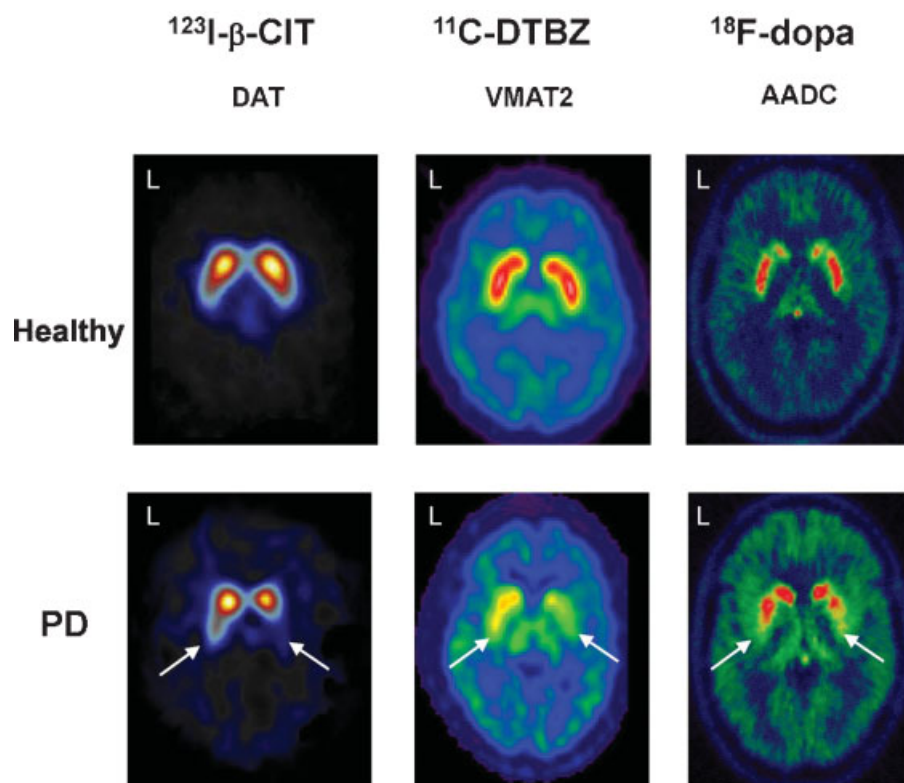 ¹²³I-β-CIT ¹¹C-DTBZ ¹⁸F-dopa
DAT VMAT2 AADC
L L L
Healthy
L L L
PD